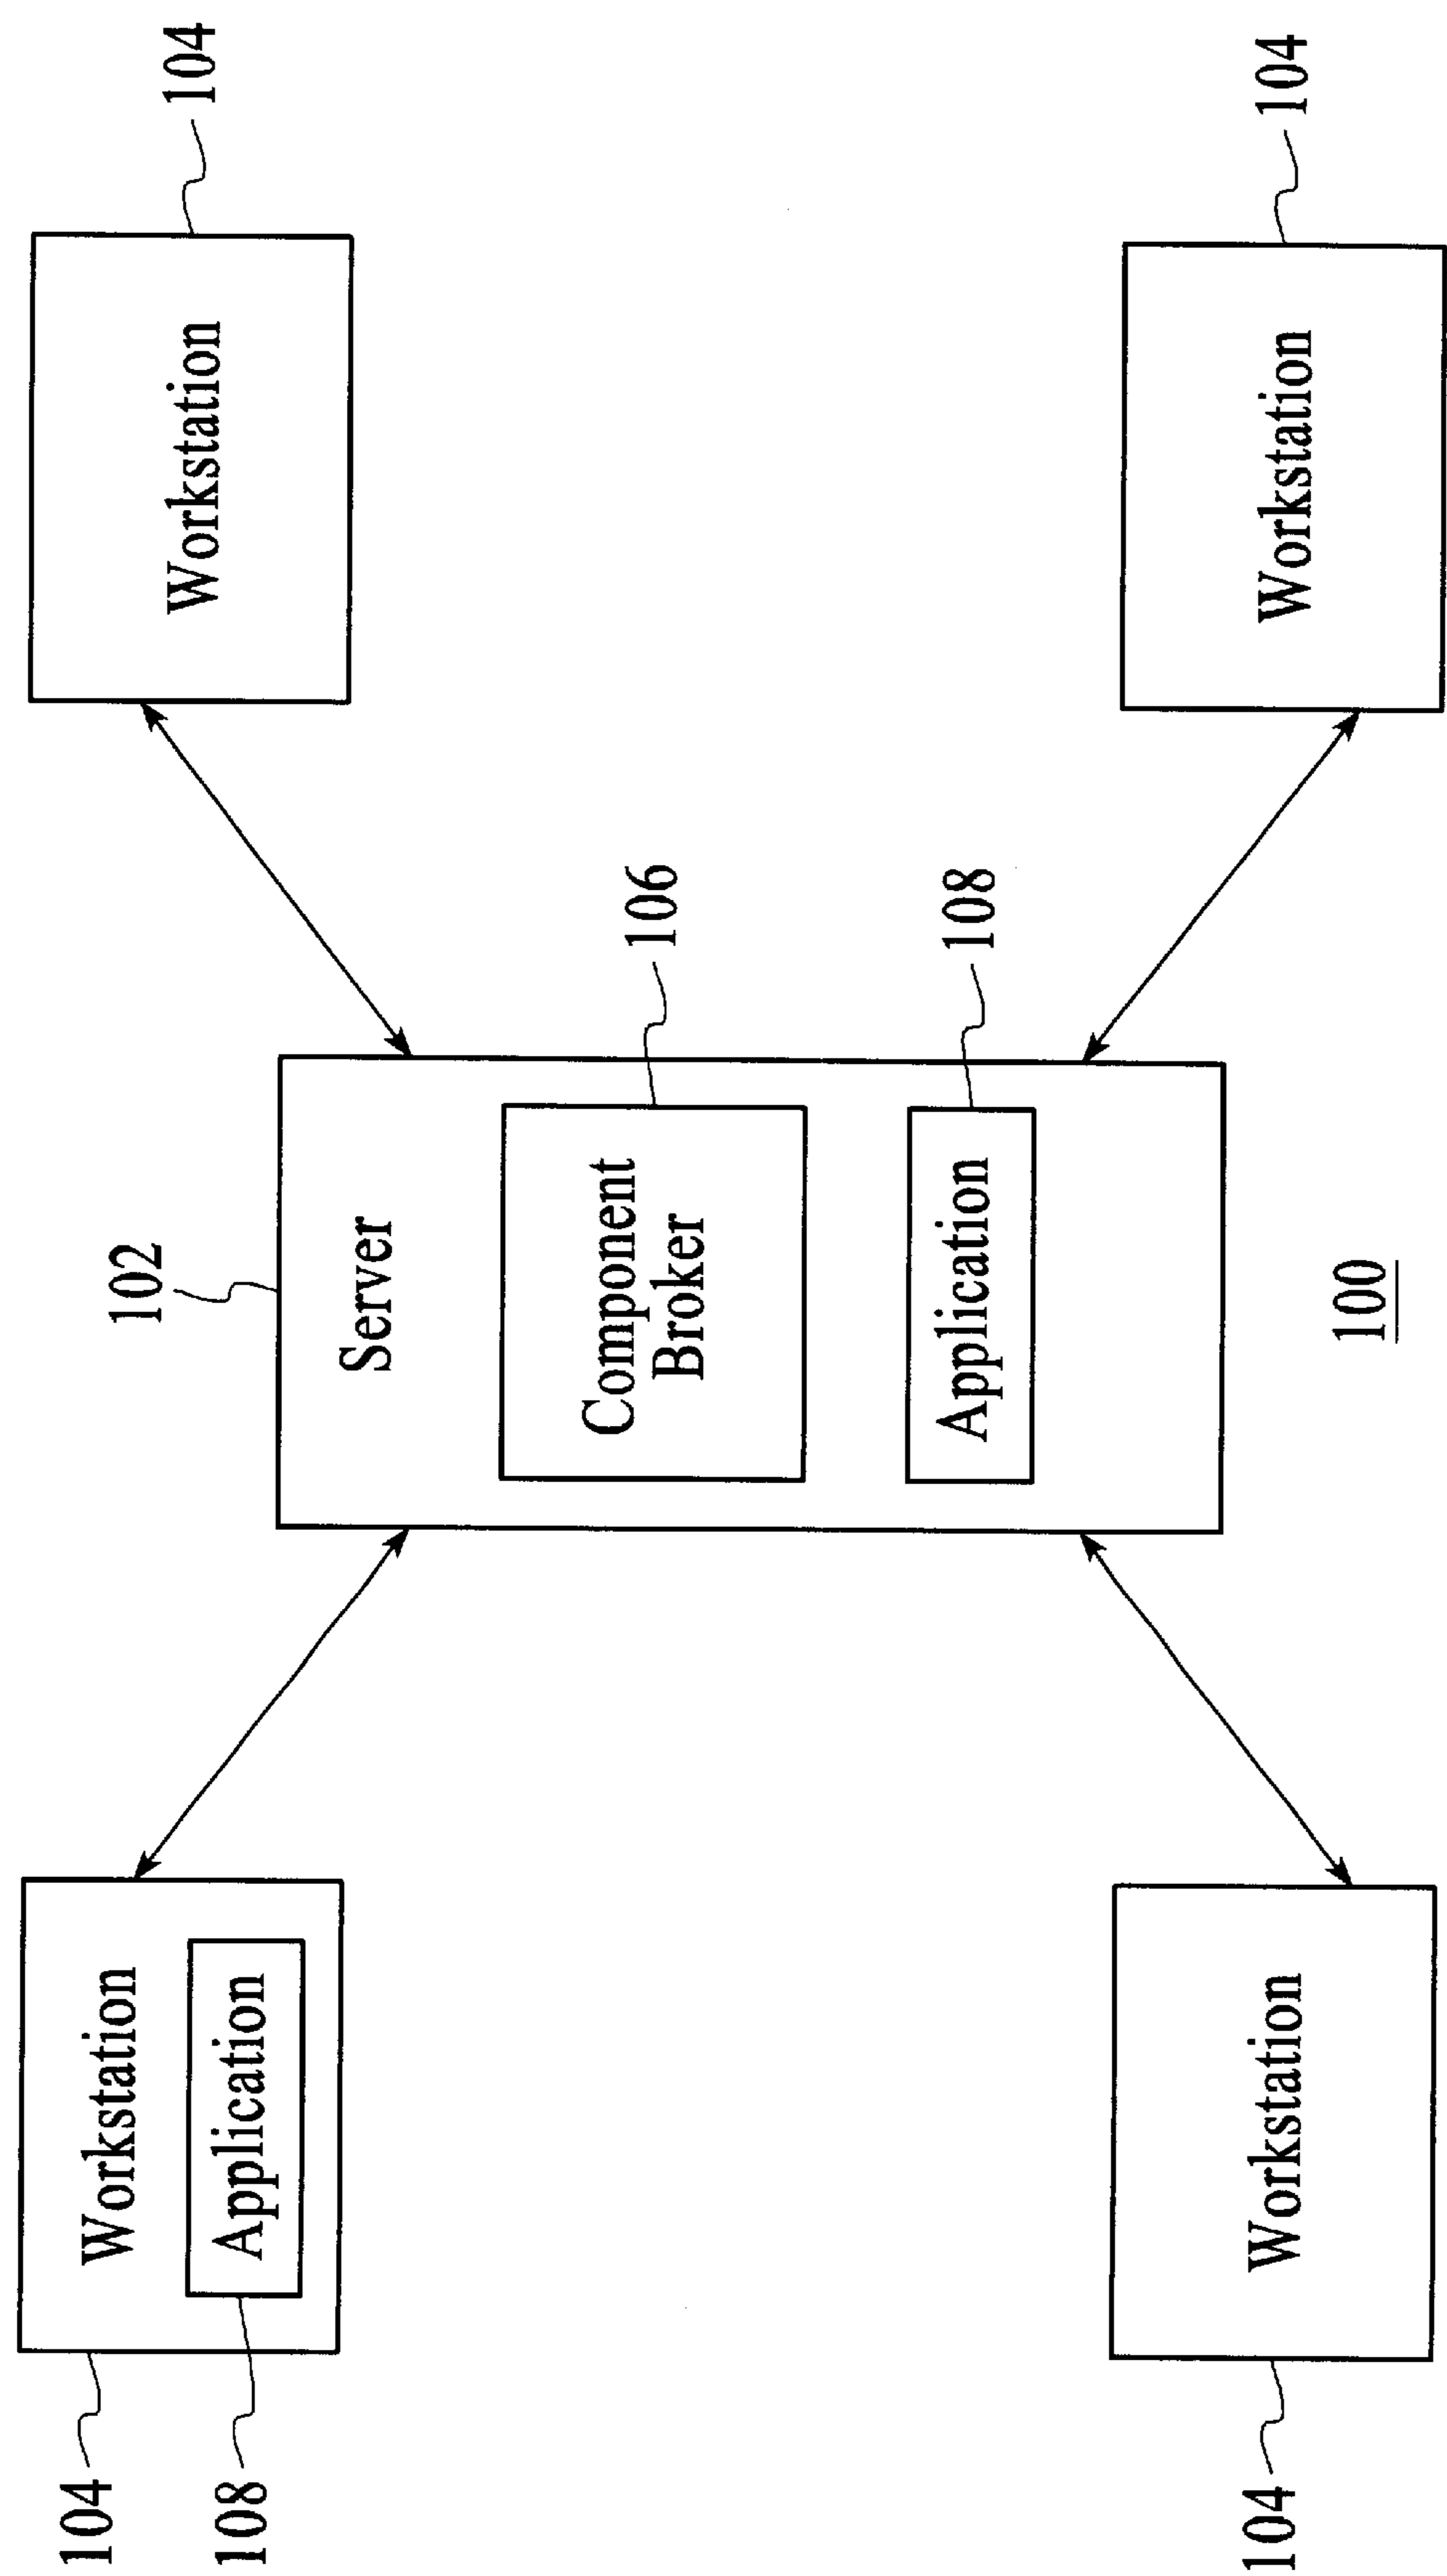 102
104
Workstation
Application
108
Server
Component
Broker
106
Application
108
Workstation
104
104
Workstation
100
Workstation
104